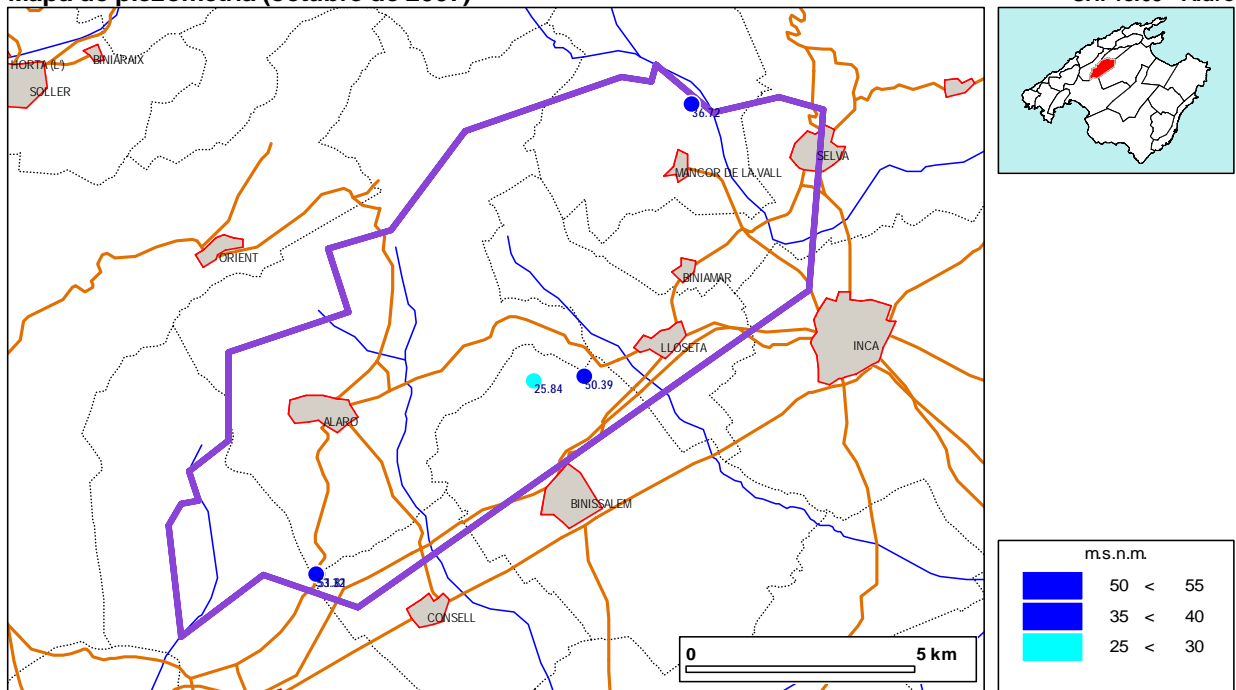 HORTA (L')
BINIARAIX
SOLLER
36.72
SELVA
MANCOR DE LA VALL
ORIENT
BINIAMAR
LLOSETA
INCA
25.84
50.39
ALARO
BINISSALEM
CONSELL
0 5 km
m.s.n.m.
50 < 55
35 < 40
25 < 30